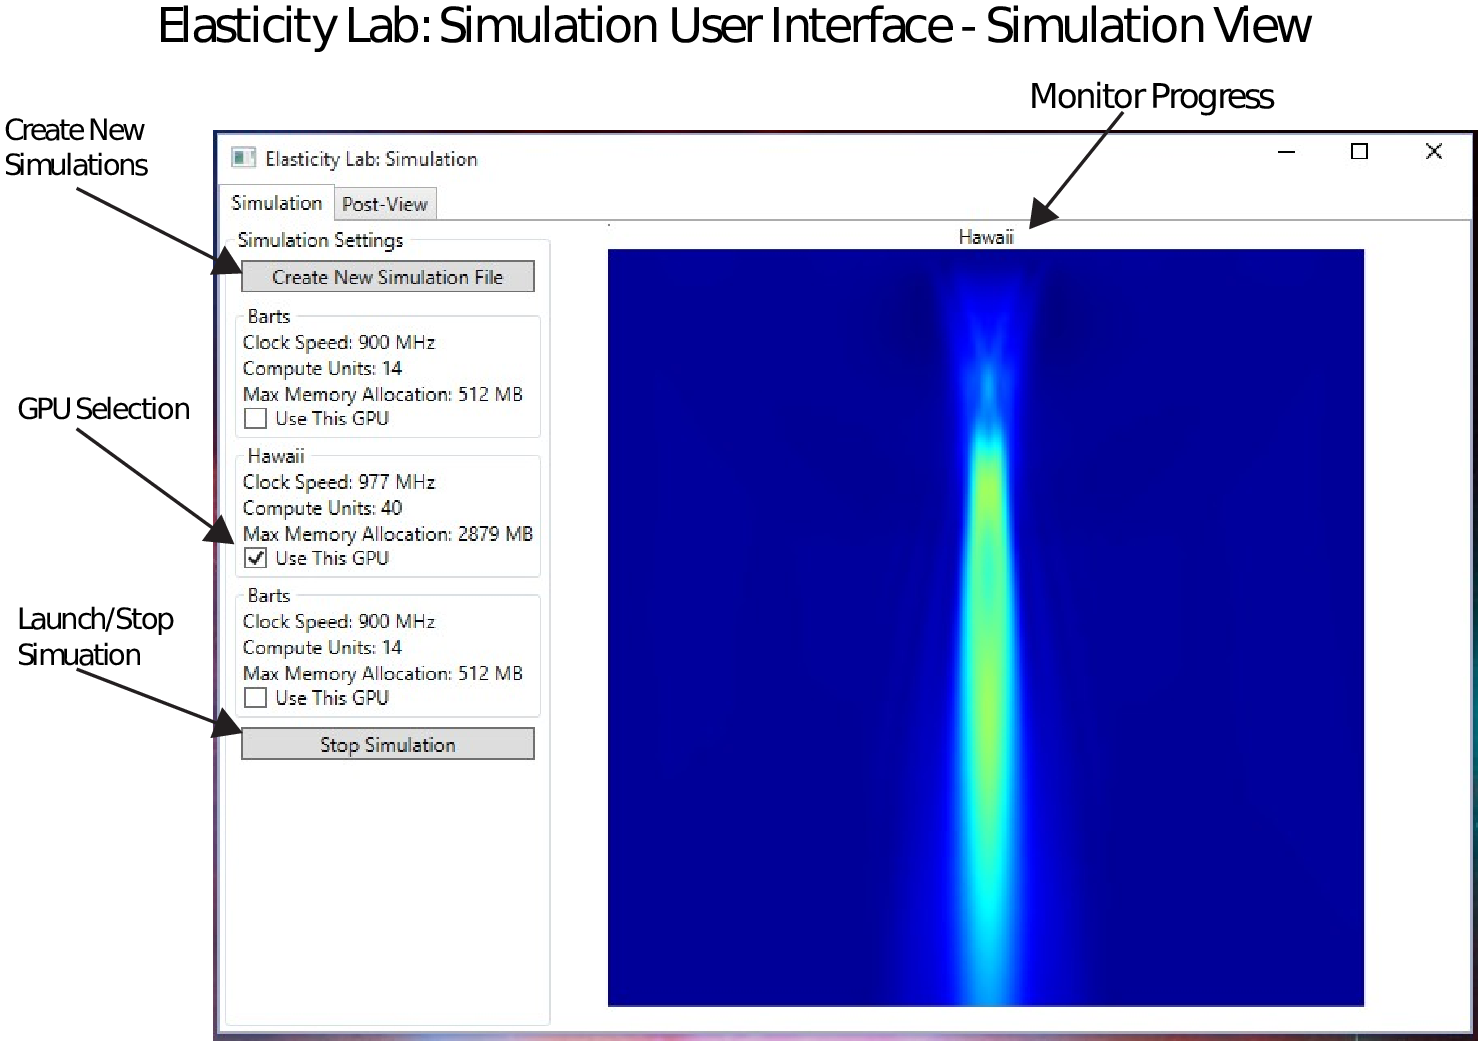 Elasticity Lab: Simulation User Interface - Simulation View
Monitor Progress
Create New
Simulations
Elasticity Lab: Simulation
Simulation
Post-View
Simulation Settings
Hawaii
Create New Simulation File
Barts
Clock Speed: 900 MHz
Compute Units: 14
Max Memory Allocation: 512 MB
GPU Selection
Use This GPU
Hawaii
Clock Speed: 977 MHz
Compute Units: 40
Max Memory Allocation: 2879 MB
Use This GPU
Barts
Launch/Stop
Simuation
Clock Speed: 900 MHz
Compute Units: 14
Max Memory Allocation: 512 MB
Use This GPU
Stop Simulation